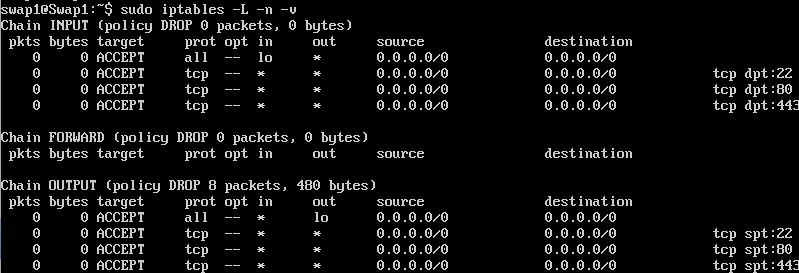 swap1@Swap1:~$ sudo iptables -L -n -v
Chain INPUT (policy DROP 0 packets, 0 bytes)
 pkts bytes target     prot opt in     out     source               destination
    0     0 ACCEPT     all  --  lo     *       0.0.0.0/0            0.0.0.0/0
    0     0 ACCEPT     tcp  --  *      *       0.0.0.0/0            0.0.0.0/0            tcp dpt:22
    0     0 ACCEPT     tcp  --  *      *       0.0.0.0/0            0.0.0.0/0            tcp dpt:80
    0     0 ACCEPT     tcp  --  *      *       0.0.0.0/0            0.0.0.0/0            tcp dpt:443
Chain FORWARD (policy DROP 0 packets, 0 bytes)
 pkts bytes target     prot opt in     out     source               destination
Chain OUTPUT (policy DROP 8 packets, 480 bytes)
 pkts bytes target     prot opt in     out     source               destination
    0     0 ACCEPT     all  --  *      lo      0.0.0.0/0            0.0.0.0/0
    0     0 ACCEPT     tcp  --  *      *       0.0.0.0/0            0.0.0.0/0            tcp spt:22
    0     0 ACCEPT     tcp  --  *      *       0.0.0.0/0            0.0.0.0/0            tcp spt:80
    0     0 ACCEPT     tcp  --  *      *       0.0.0.0/0            0.0.0.0/0            tcp spt:443